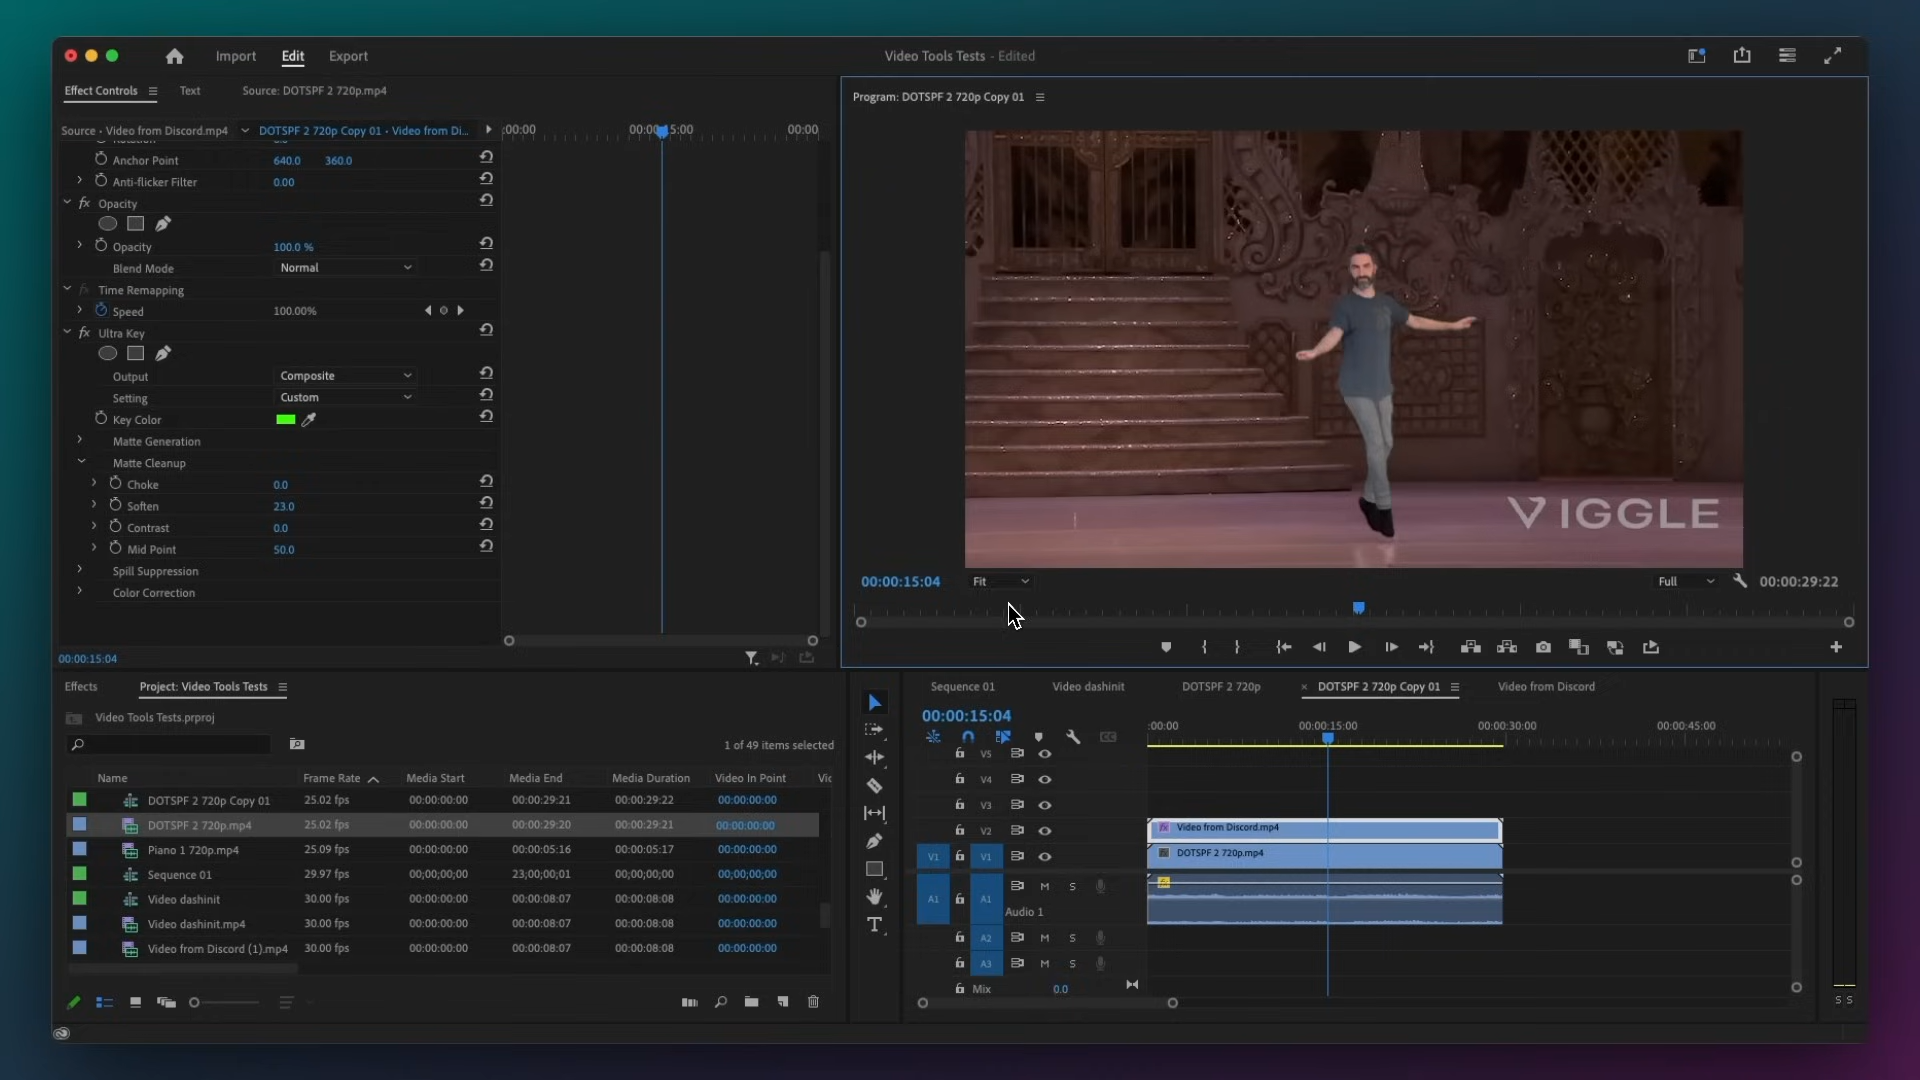 Import
Edit
Export
Video Tools Tests - Edited
Effect Controls
Text
Source: DOTSPF 2 720p.mp4
Source • Video from Discord.mp4
DOTSPF 2 720p Copy 01 • Video from Di...
:00:00
00:00:15:00
00:00
Rotation
Anchor Point 640.0 360.0
Anti-flicker Filter 0.00
fx Opacity
Opacity 100.0 %
Blend Mode Normal
fx Time Remapping
Speed 100.00%
fx Ultra Key
Output Composite
Setting Custom
Key Color
Matte Generation
Matte Cleanup
Choke 0.0
Soften 23.0
Contrast 0.0
Mid Point 50.0
Spill Suppression
Color Correction
00:00:15:04
Program: DOTSPF 2 720p Copy 01
VIGGLE
00:00:15:04
Fit
Full
00:00:29:22
Effects
Project: Video Tools Tests
Video Tools Tests.prproj
1 of 49 items selected
Name Frame Rate Media Start Media End Media Duration Video In Point
DOTSPF 2 720p Copy 01 25.02 fps 00:00:00:00 00:00:29:21 00:00:29:22 00:00:00:00
DOTSPF 2 720p.mp4 25.02 fps 00:00:00:00 00:00:29:20 00:00:29:21 00:00:00:00
Piano 1 720p.mp4 25.09 fps 00:00:00:00 00:00:05:16 00:00:05:17 00:00:00:00
Sequence 01 29.97 fps 00;00;00;00 23;00;00;01 00;00;00;00 00;00;00;00
Video dashinit 30.00 fps 00:00:00:00 00:00:08:07 00:00:08:08 00:00:00:00
Video dashinit.mp4 30.00 fps 00:00:00:00 00:00:08:07 00:00:08:08 00:00:00:00
Video from Discord (1).mp4 30.00 fps 00:00:00:00 00:00:08:07 00:00:08:08 00:00:00:00
Sequence 01
Video dashinit
DOTSPF 2 720p
× DOTSPF 2 720p Copy 01
Video from Discord
00:00:15:04
:00:00
00:00:15:00
00:00:30:00
00:00:45:00
V5
V4
V3
V2
Video from Discord.mp4
V1 V1
DOTSPF 2 720p.mp4
fx
A1 A1 M S
Audio 1
A2 M S
A3 M S
Mix 0.0
S S